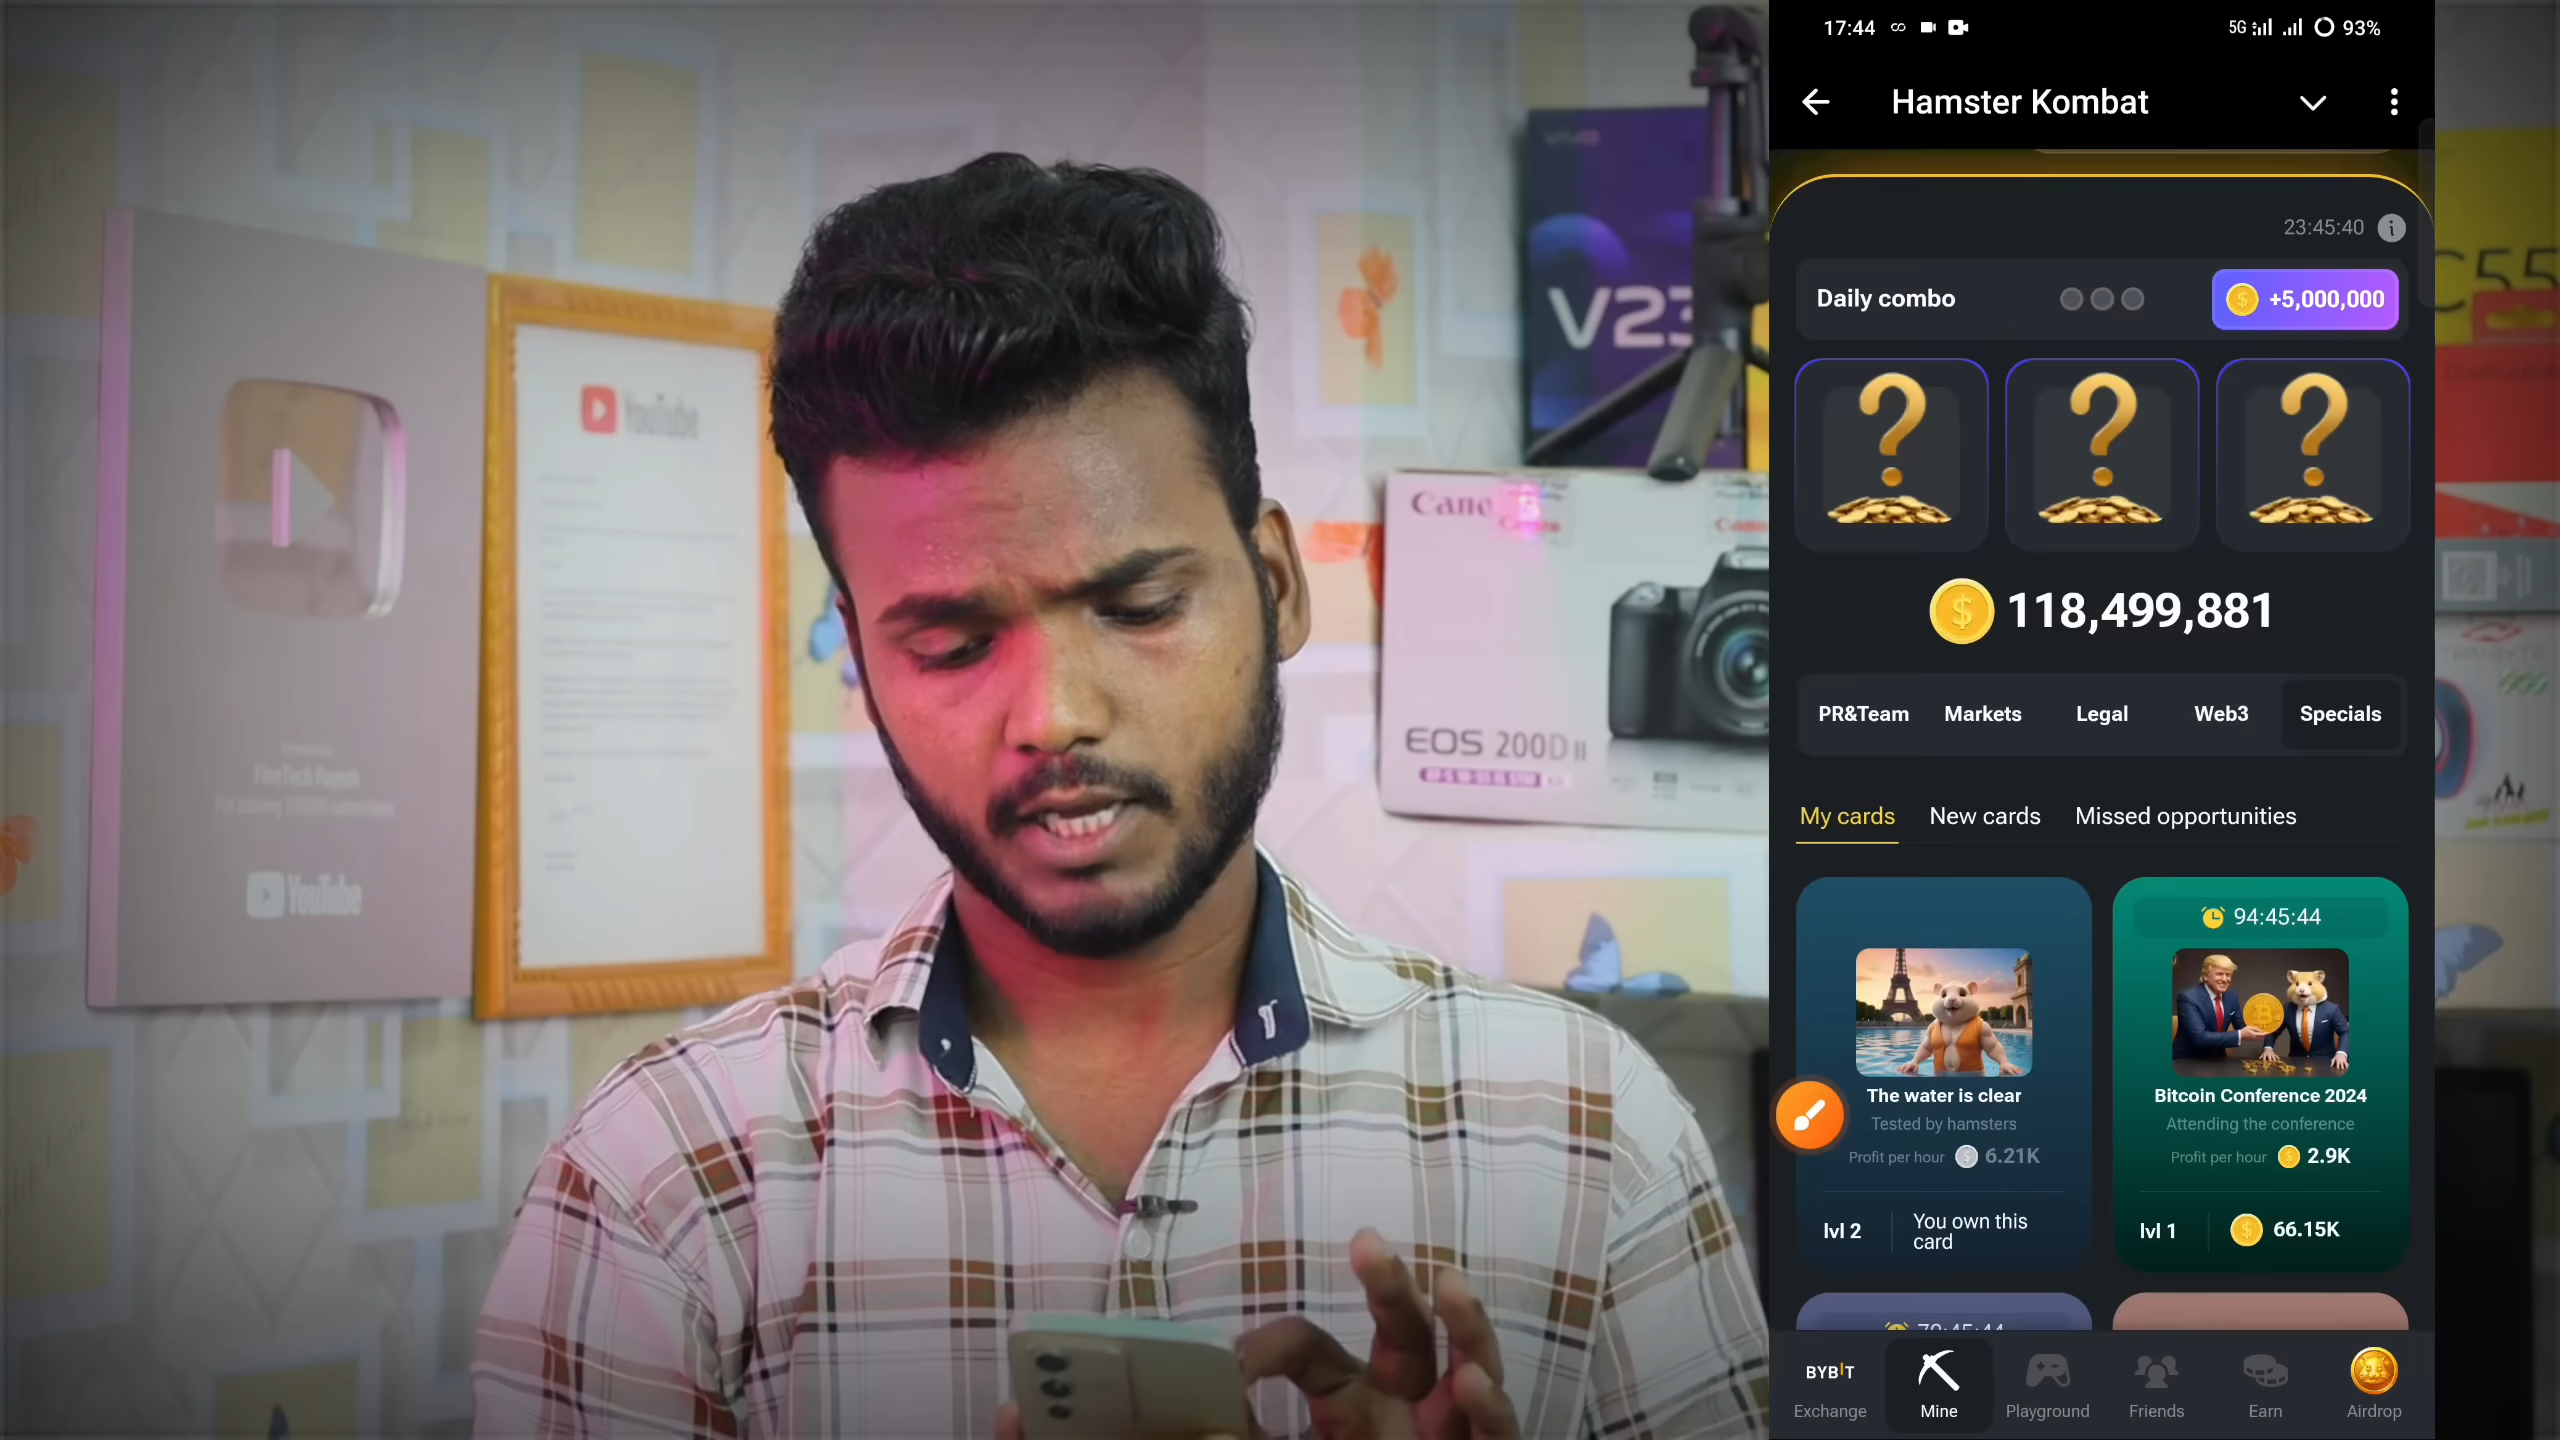 YouTube
FineTech Rajesh
YouTube
vivo
V23
Canon
EOS 200D II
C55
17:44
5G
93%
Hamster Kombat
23:45:40
Daily combo
+5,000,000
118,499,881
PR&Team Markets Legal Web3 Specials
My cards New cards Missed opportunities
The water is clear
Tested by hamsters
Profit per hour 6.21K
lvl 2
You own this
card
94:45:44
Bitcoin Conference 2024
Attending the conference
Profit per hour 2.9K
lvl 1
66.15K
BYBIT
Exchange Mine Playground Friends Earn Airdrop